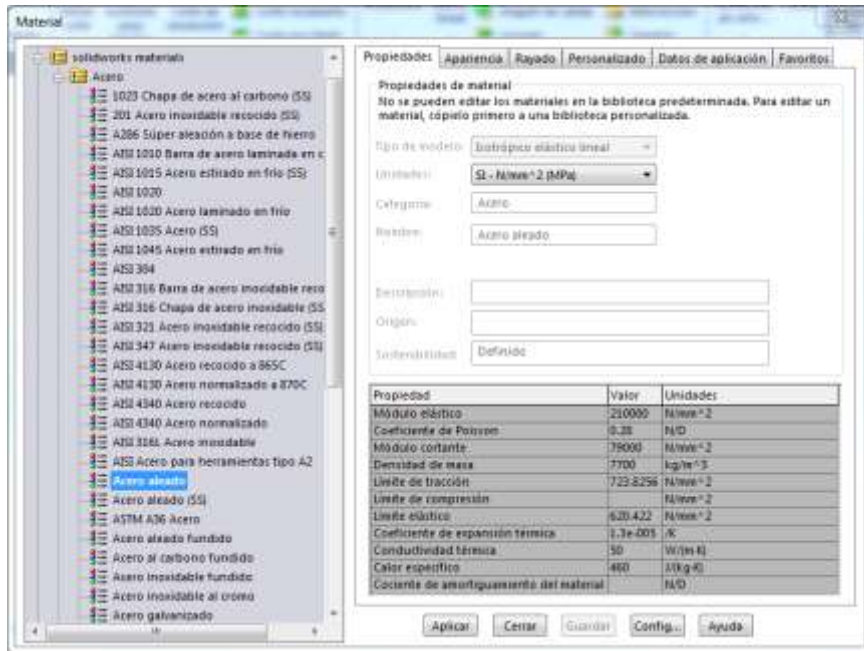 Material
solidworks materials
Acero
1023 Chapa de acero al carbono (SS)
201 Acero inoxidable recocido (SS)
A286 Súper aleación a base de hierro
AISI 1010 Barra de acero laminada en c
AISI 1015 Acero estirado en frío (SS)
AISI 1020
AISI 1020 Acero laminado en frío
AISI 1035 Acero (SS)
AISI 1045 Acero estirado en frío
AISI 304
AISI 316 Barra de acero inoxidable reco
AISI 316 Chapa de acero inoxidable (SS
AISI 321 Acero inoxidable recocido (SS)
AISI 347 Acero inoxidable recocido (SS)
AISI 4130 Acero recocido a 865C
AISI 4130 Acero normalizado a 870C
AISI 4340 Acero recocido
AISI 4340 Acero normalizado
AISI 316L Acero inoxidable
AISI Acero para herramientas tipo A2
Acero aleado
Acero aleado (SS)
ASTM A36 Acero
Acero aleado fundido
Acero al carbono fundido
Acero inoxidable fundido
Acero inoxidable al cromo
Acero galvanizado
Propiedades Apariencia Rayado Personalizado Datos de aplicación Favoritos
Propiedades de material
No se pueden editar los materiales en la biblioteca predeterminada. Para editar un
material, cópielo primero a una biblioteca personalizada.
Tipo de modelo: Isotrópico elástico lineal
Unidades: SI - N/mm^2 (MPa)
Categoría: Acero
Nombre: Acero aleado
Descripción:
Origen:
Sostenibilidad: Definido
Propiedad Valor Unidades
Módulo elástico 210000 N/mm^2
Coeficiente de Poisson 0.28 N/D
Módulo cortante 79000 N/mm^2
Densidad de masa 7700 kg/m^3
Límite de tracción 723.8256 N/mm^2
Límite de compresión N/mm^2
Límite elástico 620.422 N/mm^2
Coeficiente de expansión térmica 1.3e-005 /K
Conductividad térmica 50 W/(m·K)
Calor específico 460 J/(kg·K)
Cociente de amortiguamiento del material N/D
Aplicar Cerrar Guardar Config... Ayuda